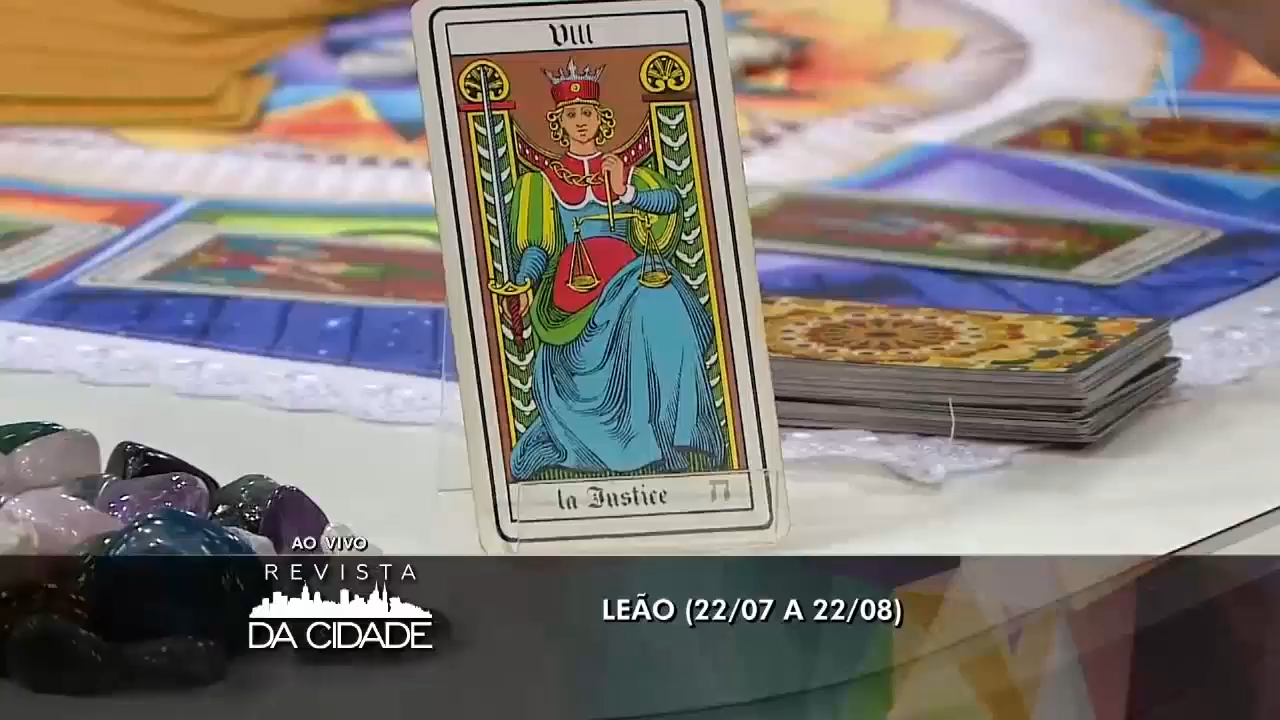 VIII
la Justice
AO VIVO
REVISTA
DA CIDADE
LEÃO (22/07 A 22/08)